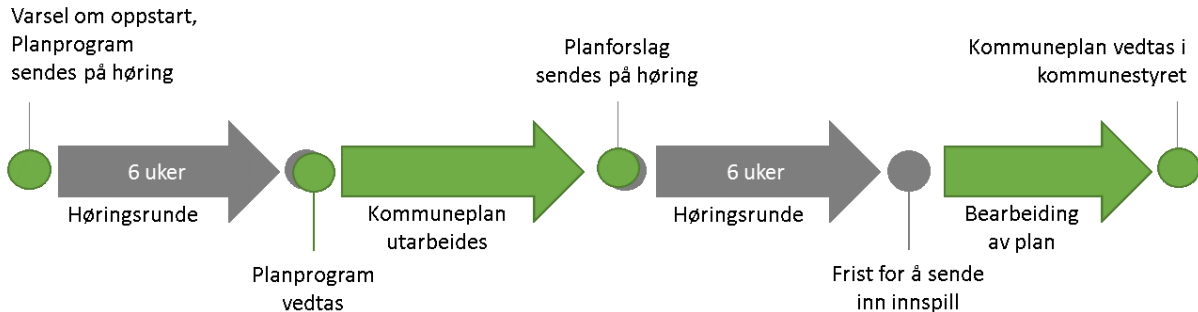 Varsel om oppstart,
Planprogram
sendes på høring
6 uker
Høringsrunde
Planprogram
vedtas
Kommuneplan
utarbeides
Planforslag
sendes på høring
6 uker
Høringsrunde
Frist for å sende
inn innspill
Bearbeiding
av plan
Kommuneplan vedtas i
kommunestyret